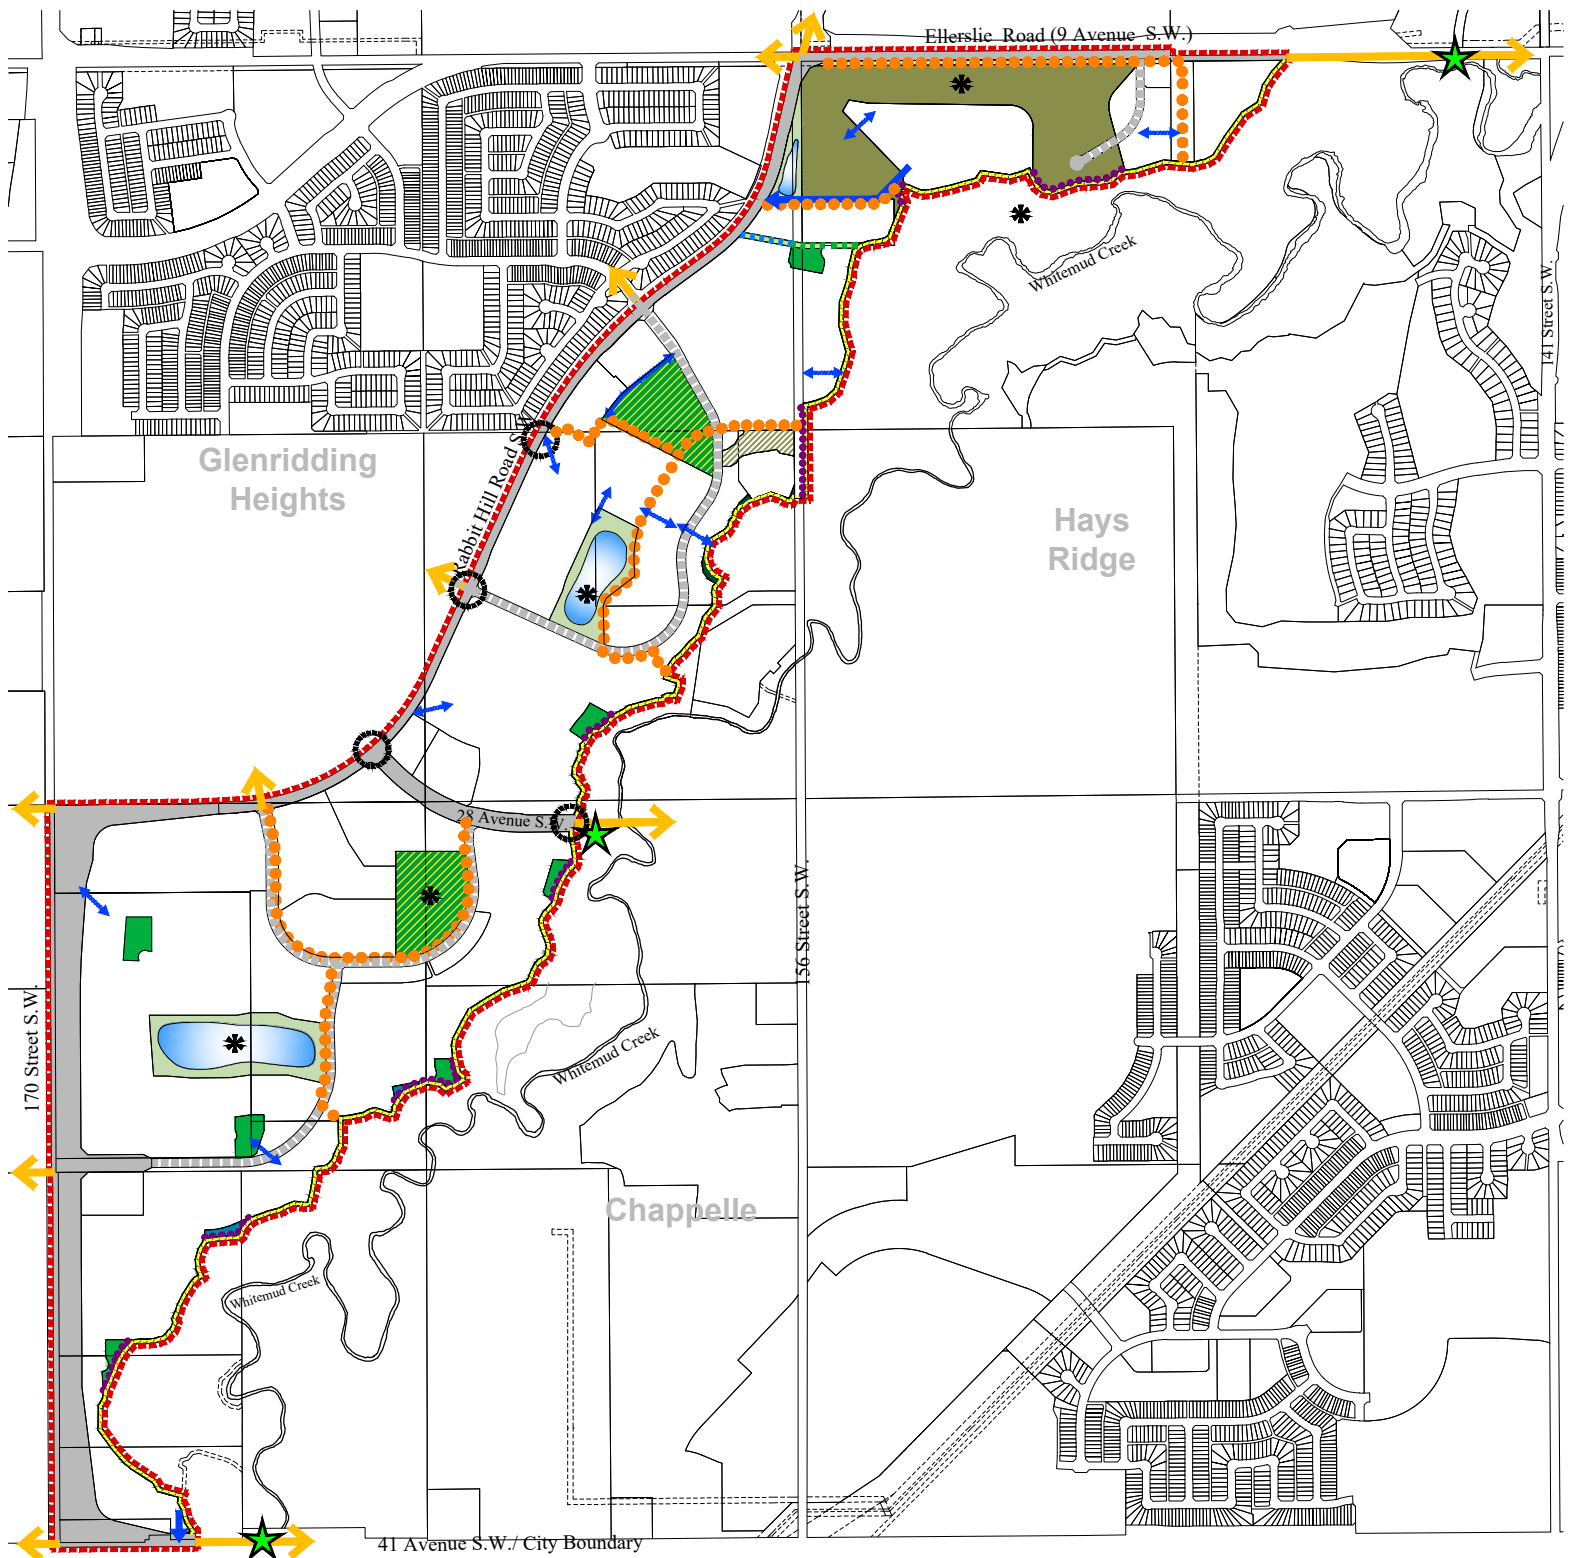 Ellerslie Road (9 Avenue S.W.)
Whitemud Creek
141 Street S.W.
Glenridding
Heights
Rabbit Hill Road S.W.
Hays
Ridge
28 Avenue S.W.
156 Street S.W.
170 Street S.W.
Whitemud Creek
Chappelle
Whitemud Creek
41 Avenue S.W./ City Boundary